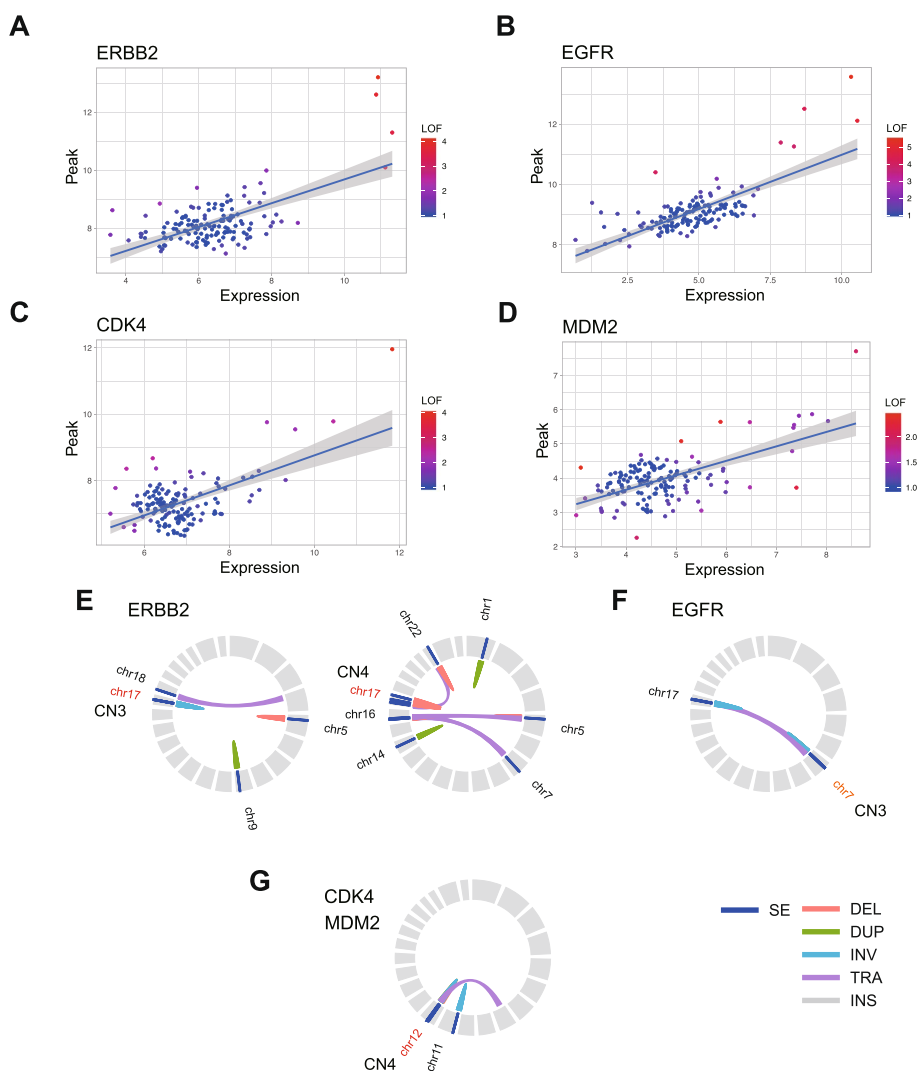 A
ERBB2
12
10
8
4
6
8
10
Peak
Expression
LOF
4
3
2
1
B
EGFR
12
10
8
2.5
5.0
7.5
10.0
Peak
Expression
LOF
5
4
3
2
1
C
CDK4
12
10
8
6
8
10
12
Peak
Expression
LOF
4
3
2
1
D
MDM2
7
6
5
4
3
2
3
4
5
6
7
8
Peak
Expression
LOF
2.0
1.5
1.0
E
ERBB2
chr18
chr17
CN3
chr5
chr9
chr22
chr1
CN4
chr17
chr16
chr14
chr5
chr7
F
EGFR
chr17
chr7
CN3
G
CDK4
MDM2
chr12
chr11
CN4
SE
DEL
DUP
INV
TRA
INS